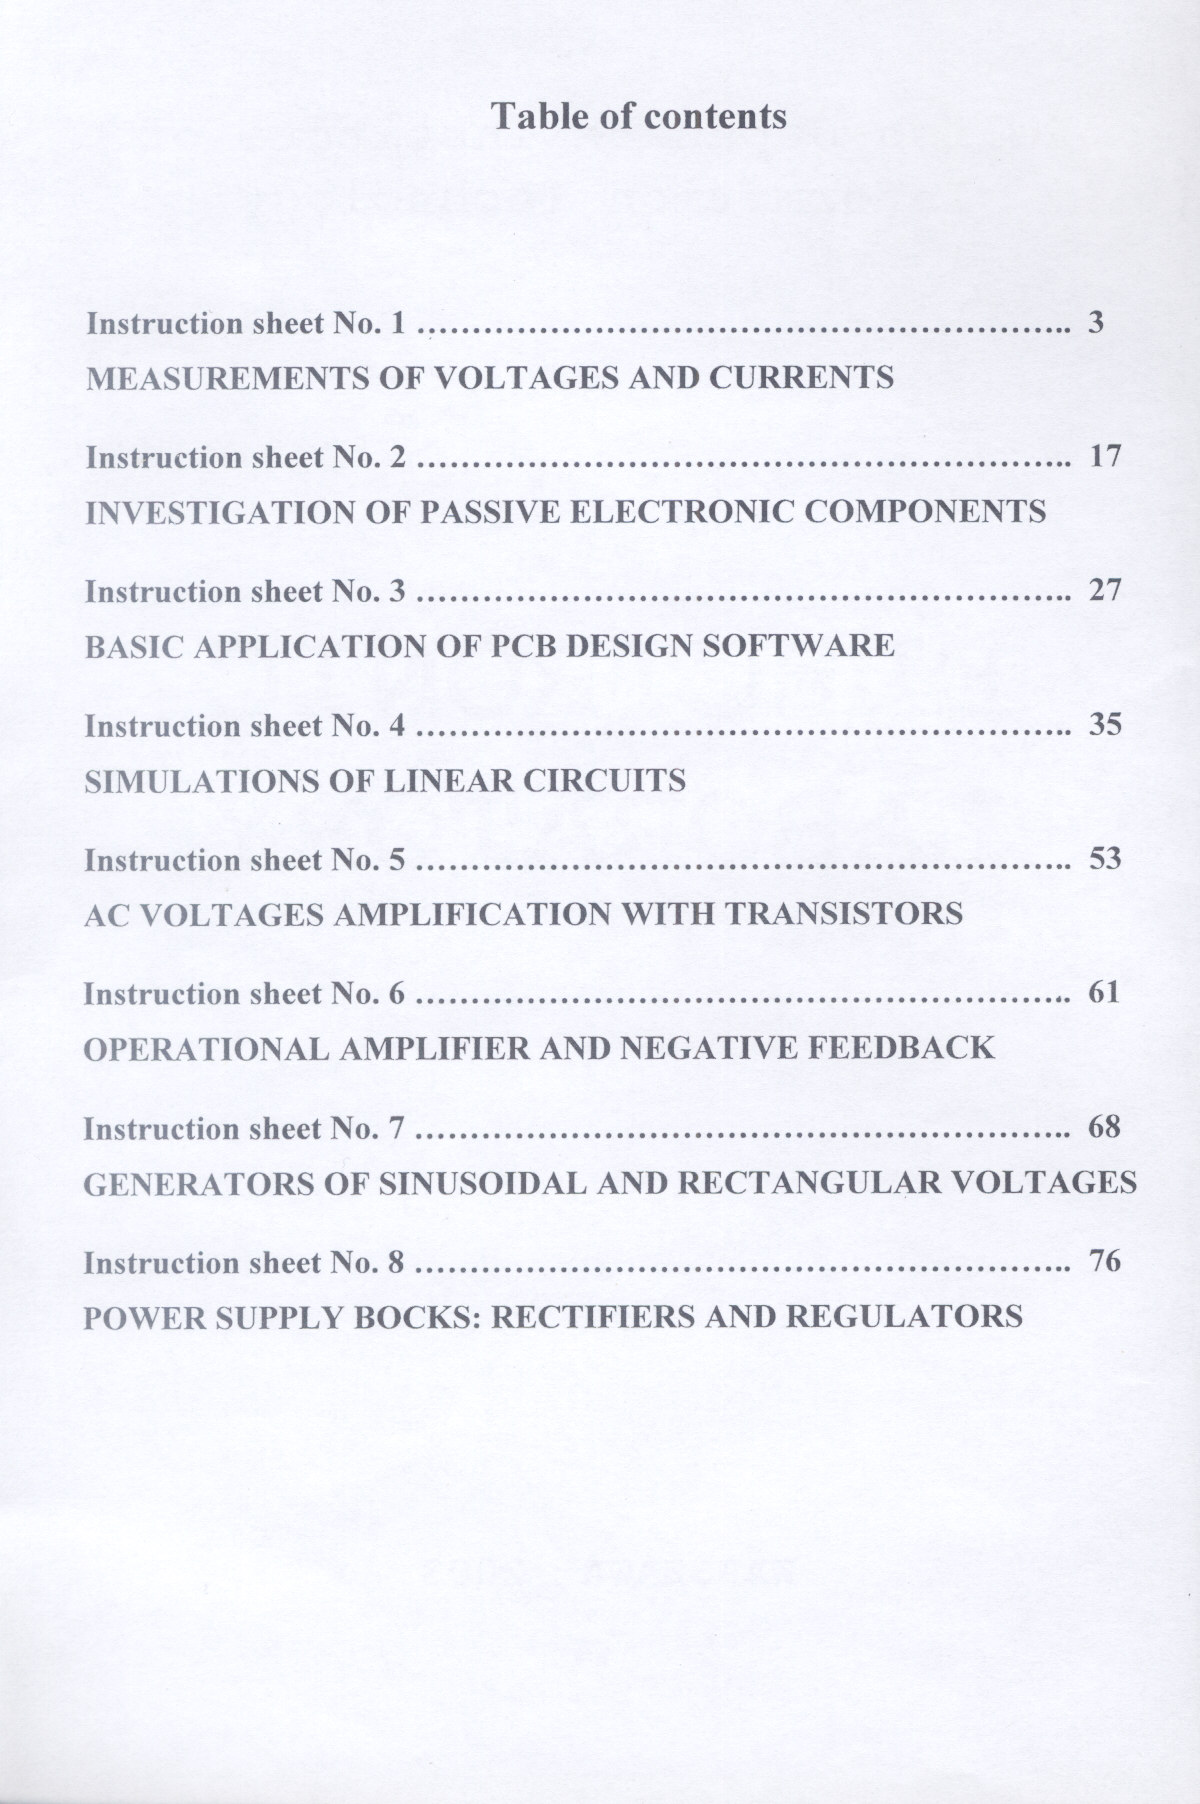 Table of contents
Instruction sheet No. 1 ........................................................................ 3
MEASUREMENTS OF VOLTAGES AND CURRENTS
Instruction sheet No. 2 ........................................................................ 17
INVESTIGATION OF PASSIVE ELECTRONIC COMPONENTS
Instruction sheet No. 3 ........................................................................ 27
BASIC APPLICATION OF PCB DESIGN SOFTWARE
Instruction sheet No. 4 ........................................................................ 35
SIMULATIONS OF LINEAR CIRCUITS
Instruction sheet No. 5 ........................................................................ 53
AC VOLTAGES AMPLIFICATION WITH TRANSISTORS
Instruction sheet No. 6 ........................................................................ 61
OPERATIONAL AMPLIFIER AND NEGATIVE FEEDBACK
Instruction sheet No. 7 ........................................................................ 68
GENERATORS OF SINUSOIDAL AND RECTANGULAR VOLTAGES
Instruction sheet No. 8 ........................................................................ 76
POWER SUPPLY BOCKS: RECTIFIERS AND REGULATORS